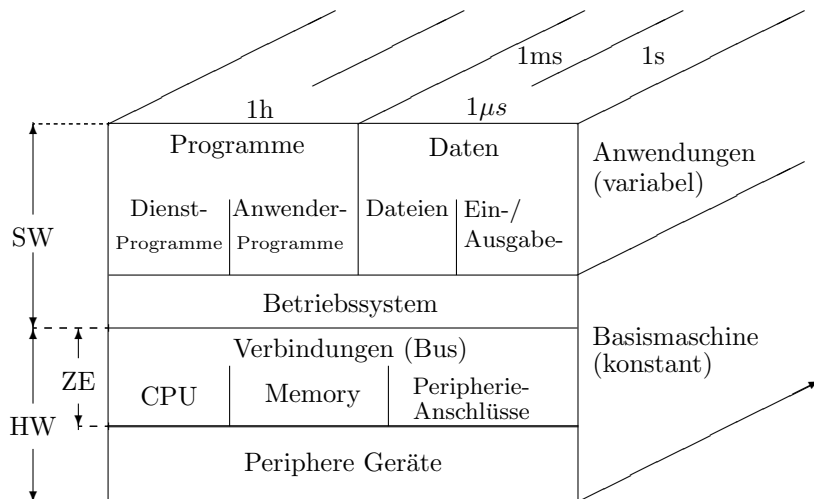 1ms 1s
1h 1μs
Programme Daten
Anwendungen
(variabel)
Dienst-
Programme
Anwender-
Programme
Dateien
Ein-/
Ausgabe-
SW
Betriebssystem
Verbindungen (Bus)
Basismaschine
(konstant)
ZE
CPU Memory
Peripherie-
Anschlüsse
HW
Periphere Geräte